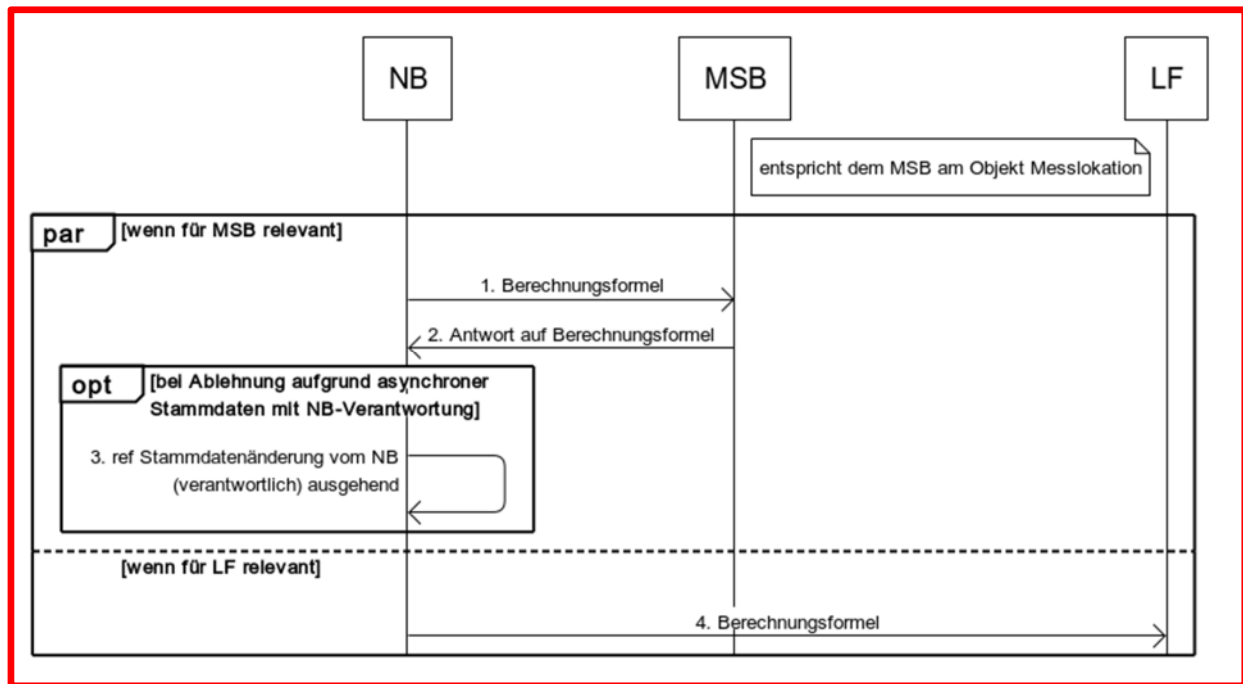 NB
MSB
LF
entspricht dem MSB am Objekt Messlokation
par
[wenn für MSB relevant]
1. Berechnungsformel
2. Antwort auf Berechnungsformel
opt
[bei Ablehnung aufgrund asynchroner
Stammdaten mit NB-Verantwortung]
3. ref Stammdatenänderung vom NB
(verantwortlich) ausgehend
[wenn für LF relevant]
4. Berechnungsformel